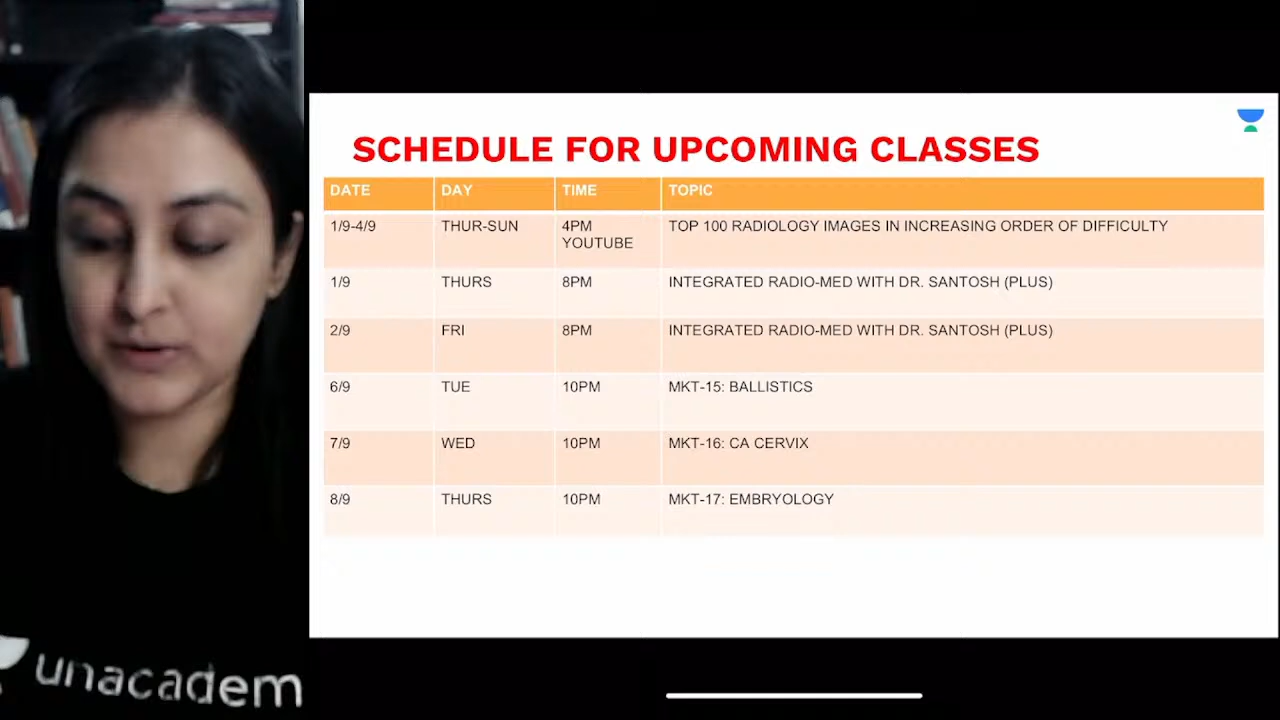 SCHEDULE FOR UPCOMING CLASSES
DATE DAY TIME TOPIC
1/9-4/9 THUR-SUN 4PM TOP 100 RADIOLOGY IMAGES IN INCREASING ORDER OF DIFFICULTY
YOUTUBE
1/9 THURS 8PM INTEGRATED RADIO-MED WITH DR. SANTOSH (PLUS)
2/9 FRI 8PM INTEGRATED RADIO-MED WITH DR. SANTOSH (PLUS)
6/9 TUE 10PM MKT-15: BALLISTICS
7/9 WED 10PM MKT-16: CA CERVIX
8/9 THURS 10PM MKT-17: EMBRYOLOGY
unacadem